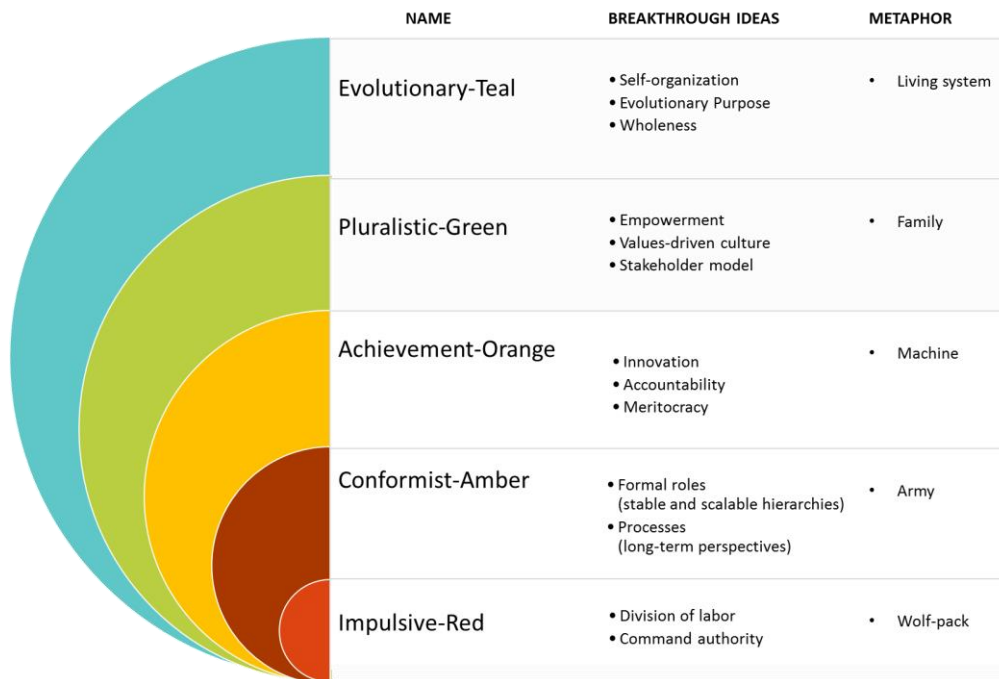 NAME BREAKTHROUGH IDEAS METAPHOR
Evolutionary-Teal
• Self-organization
• Evolutionary Purpose
• Wholeness
• Living system
Pluralistic-Green
• Empowerment
• Values-driven culture
• Stakeholder model
• Family
Achievement-Orange
• Innovation
• Accountability
• Meritocracy
• Machine
Conformist-Amber
• Formal roles
(stable and scalable hierarchies)
• Processes
(long-term perspectives)
• Army
Impulsive-Red
• Division of labor
• Command authority
• Wolf-pack